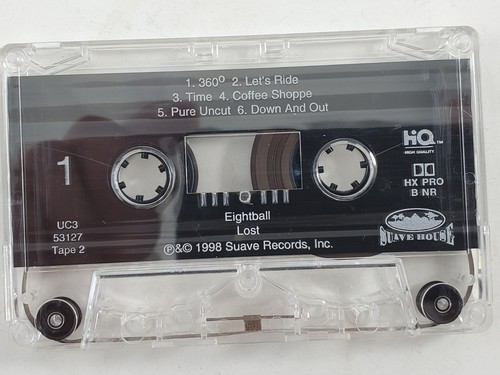 1. 360º 2. Let's Ride
3. Time 4. Coffee Shoppe
5. Pure Uncut 6. Down And Out
1
HiQ™
HIGH QUALITY
HX PRO
B NR
UC3
53127
Tape 2
Eightball
Lost
℗&© 1998 Suave Records, Inc.
SUAVE HOUSE